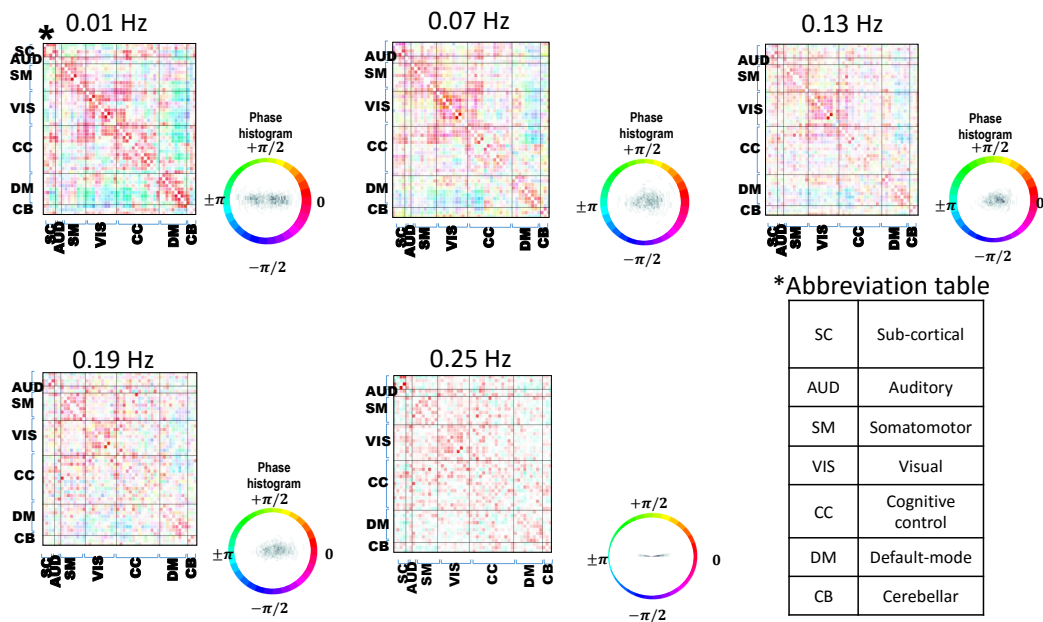 * 0.01 Hz
SC
AUD
SM
VIS
CC
DM
CB
SC
AUD
SM
VIS
CC
DM
CB
Phase
histogram
+π/2
±π
0
−π/2
0.07 Hz
SC
AUD
SM
VIS
CC
DM
CB
SC
AUD
SM
VIS
CC
DM
CB
Phase
histogram
+π/2
±π
0
−π/2
0.13 Hz
AUD
SM
VIS
CC
DM
CB
SC
AUD
SM
VIS
CC
DM
CB
Phase
histogram
+π/2
±π
0
−π/2
0.19 Hz
AUD
SM
VIS
CC
DM
CB
SC
AUD
SM
VIS
CC
DM
CB
Phase
histogram
+π/2
±π
0
−π/2
0.25 Hz
AUD
SM
VIS
CC
DM
CB
SC
AUD
SM
VIS
CC
DM
CB
+π/2
±π
0
−π/2
*Abbreviation table
SC Sub-cortical
AUD Auditory
SM Somatomotor
VIS Visual
CC Cognitive
control
DM Default-mode
CB Cerebellar